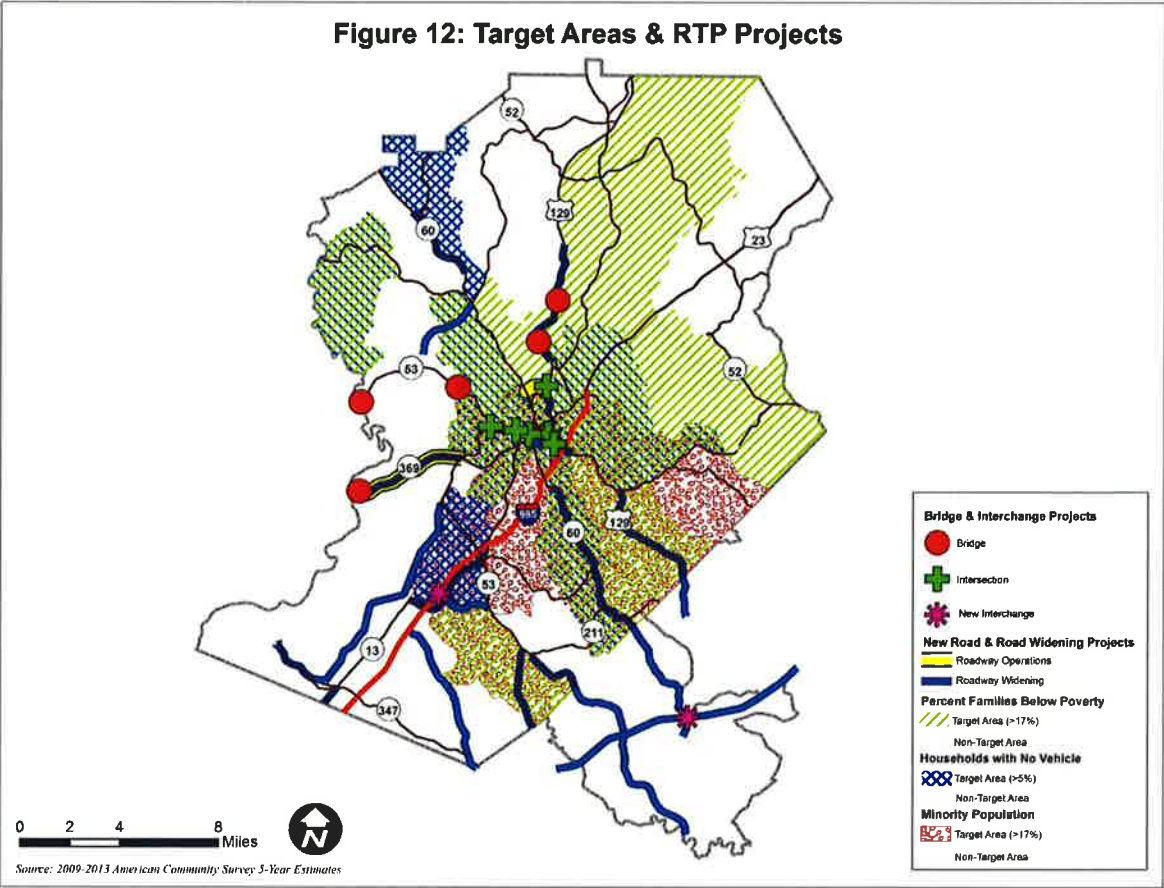 Figure 12: Target Areas & RTP Projects
52
129
60
23
53
52
369
985
60
129
53
211
13
347
Bridge & Interchange Projects
Bridge
Intersection
New Interchange
New Road & Road Widening Projects
Roadway Operations
Roadway Widening
Percent Families Below Poverty
Target Area (>17%)
Non-Target Area
Households with No Vehicle
Target Area (>5%)
Non-Target Area
Minority Population
Target Area (>17%)
Non-Target Area
0 2 4 8
Miles
N
Source: 2009-2013 American Community Survey 5-Year Estimates